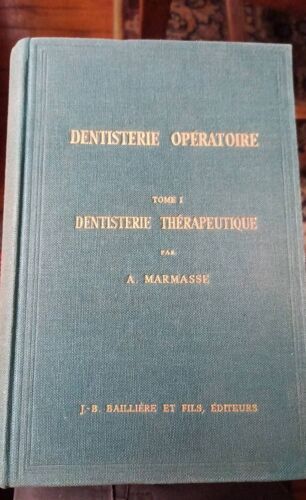 DENTISTERIE OPÉRATOIRE
TOME I
DENTISTERIE THÉRAPEUTIQUE
PAR
A. MARMASSE
J.-B. BAILLIÈRE ET FILS, ÉDITEURS